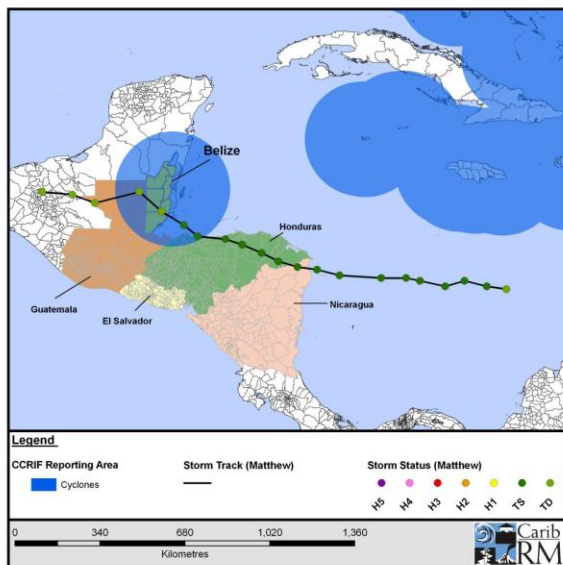 Belize
Honduras
Guatemala
El Salvador
Nicaragua
Legend
CCRIF Reporting Area
Cyclones
Storm Track (Matthew)
Storm Status (Matthew)
H5 H4 H3 H2 H1 TS TD
0 340 680 1,020 1,360
Kilometres
Carib
RM